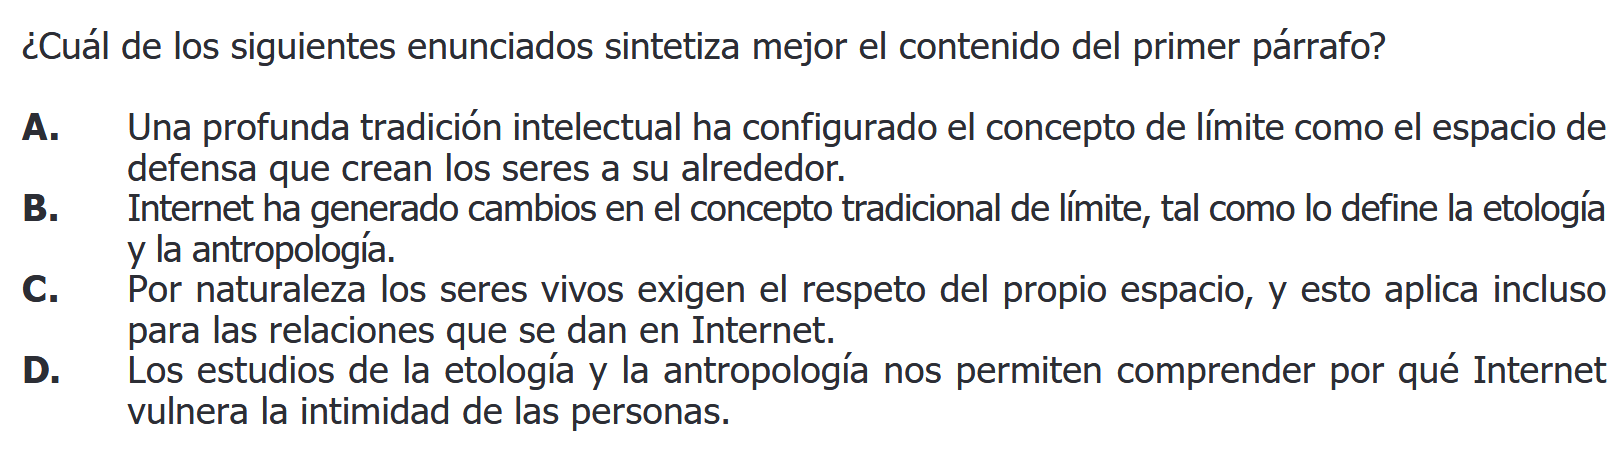 ¿Cuál de los siguientes enunciados sintetiza mejor el contenido del primer párrafo?
A. Una profunda tradición intelectual ha configurado el concepto de límite como el espacio de
defensa que crean los seres a su alrededor.
B. Internet ha generado cambios en el concepto tradicional de límite, tal como lo define la etología
y la antropología.
C. Por naturaleza los seres vivos exigen el respeto del propio espacio, y esto aplica incluso
para las relaciones que se dan en Internet.
D. Los estudios de la etología y la antropología nos permiten comprender por qué Internet
vulnera la intimidad de las personas.